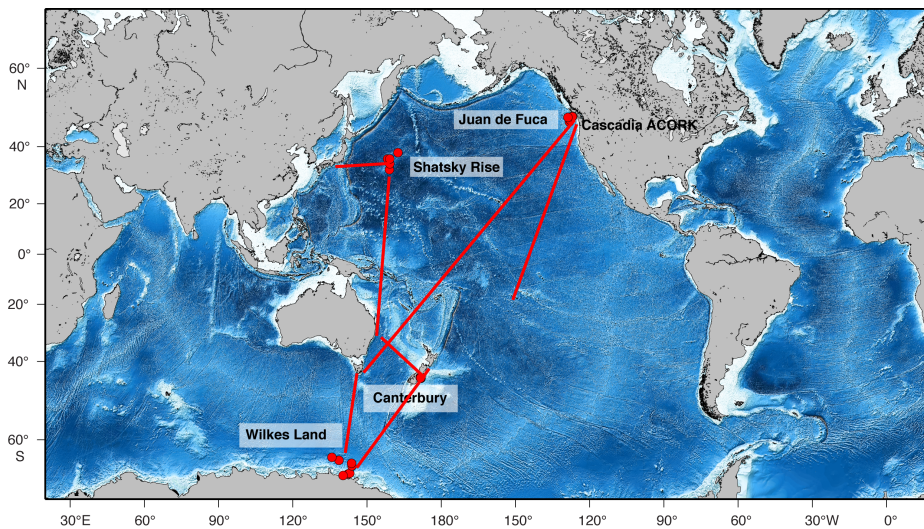 60°
N
Juan de Fuca
Cascadia ACORK
40°
Shatsky Rise
20°
0°
20°
40°
Canterbury
Wilkes Land
60°
S
30°E 60° 90° 120° 150° 180° 150° 120° 90° 60° 30°W 0°